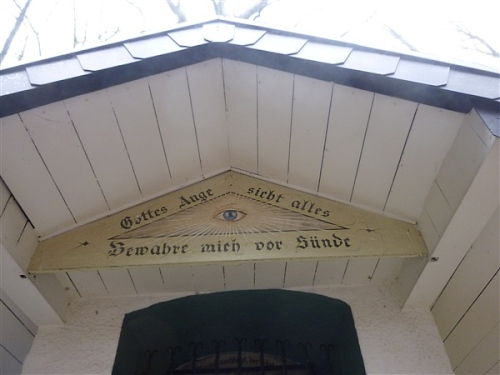 Gottes Auge sieht alles
Bewahre mich vor Sünde